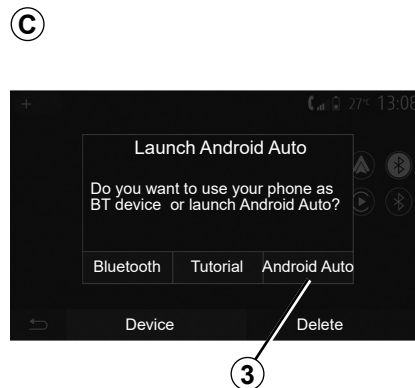 C
+ 27°C 13:08
Launch Android Auto
Do you want to use your phone as
BT device or launch Android Auto?
Bluetooth Tutorial Android Auto
Device Delete
3